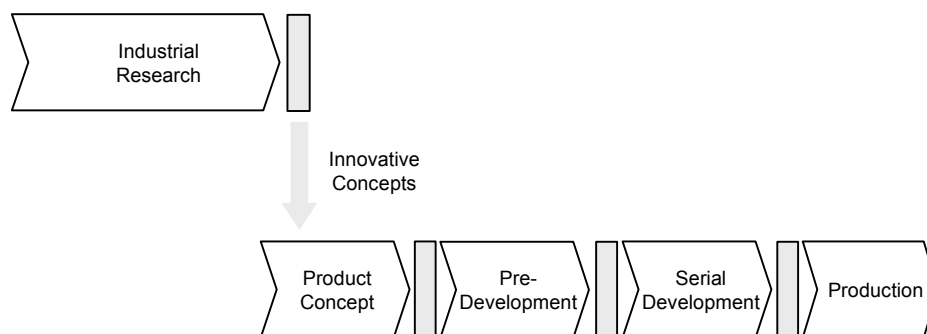 Industrial
Research
Innovative
Concepts
Product
Concept
Pre-
Development
Serial
Development
Production